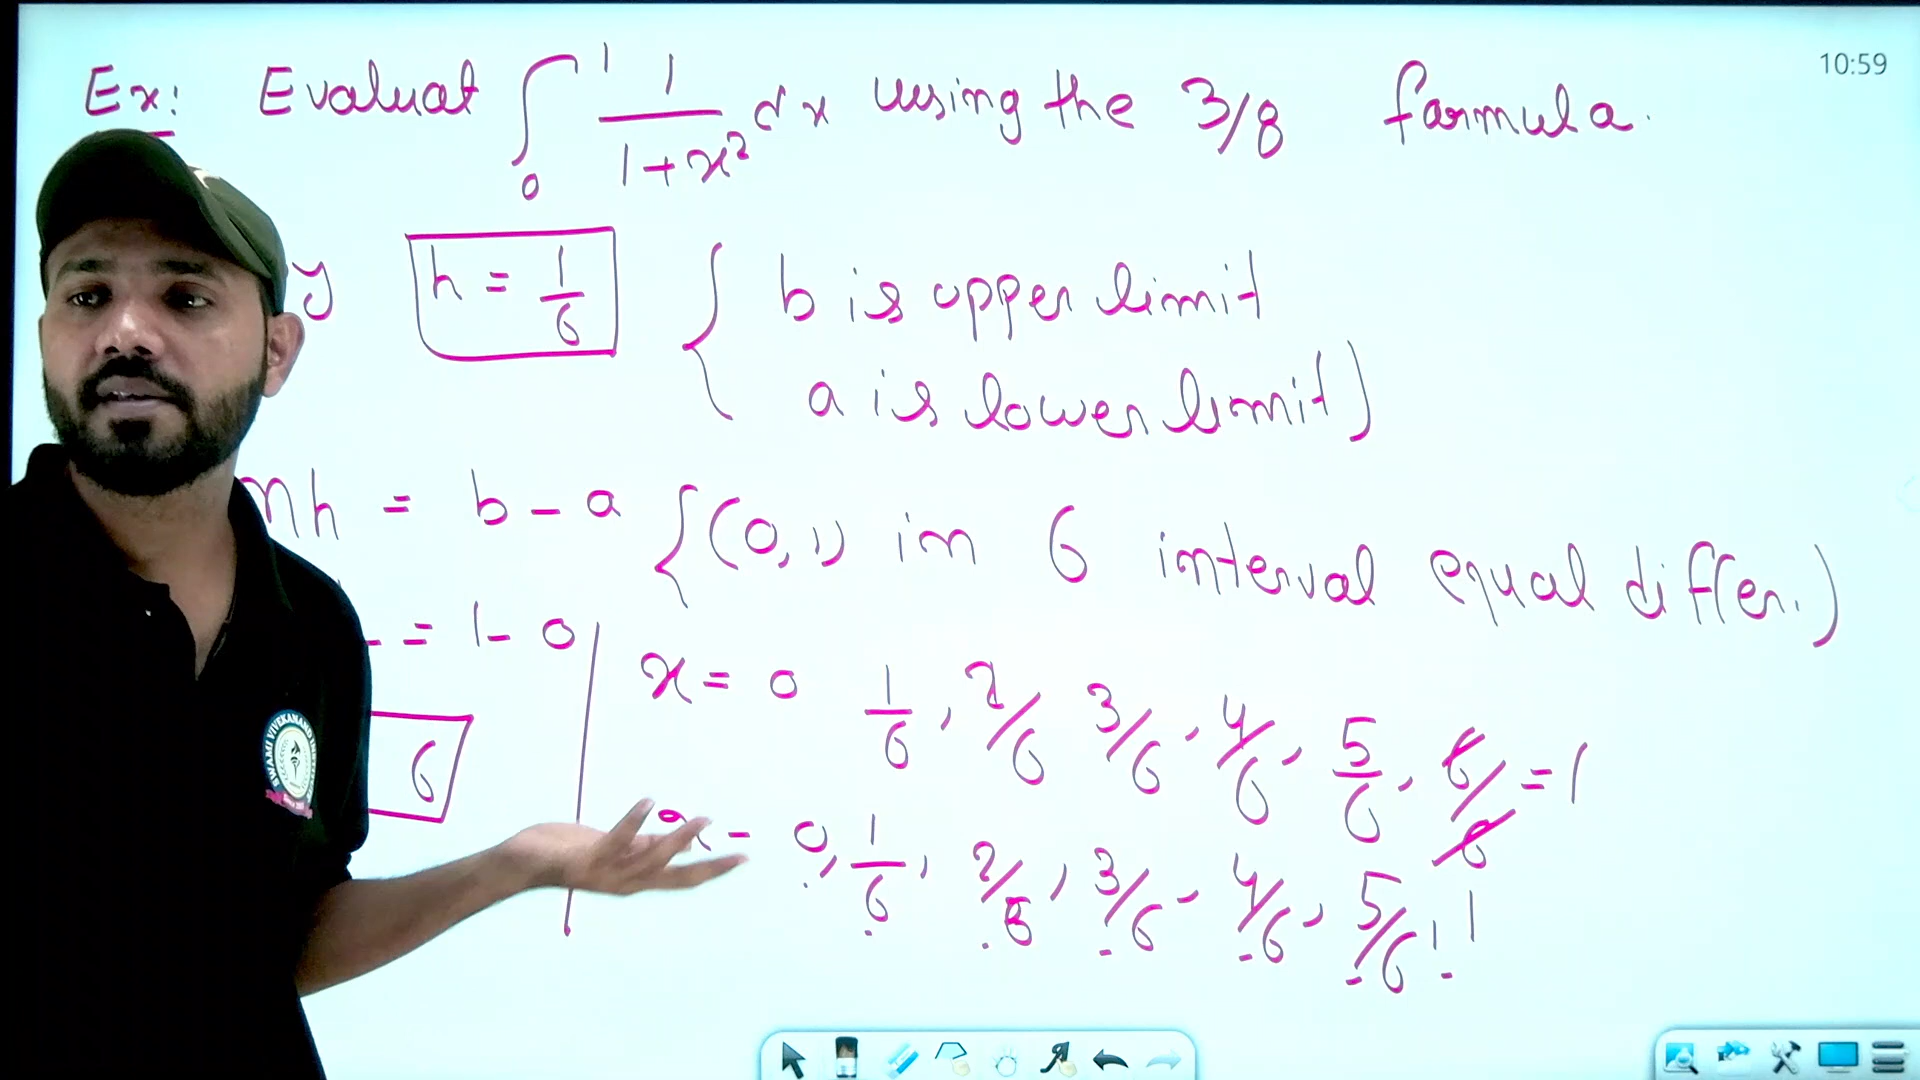 Ex: Evaluat ∫₀¹ 1/1+x² dx using the 3/8 farmula.
10:59
y h = 1/6 { b is upper limit
a is lower limit)
nh = b - a {(0,1) in 6 interval equal differ.)
= 1 - 0
x = 0 1/6, 2/6 3/6, 4/6, 5/6, 6/6 = 1
6
x - 0, 1/6, 2/6, 3/6, 4/6, 5/6, 1
SWAMI VIVEKANAND